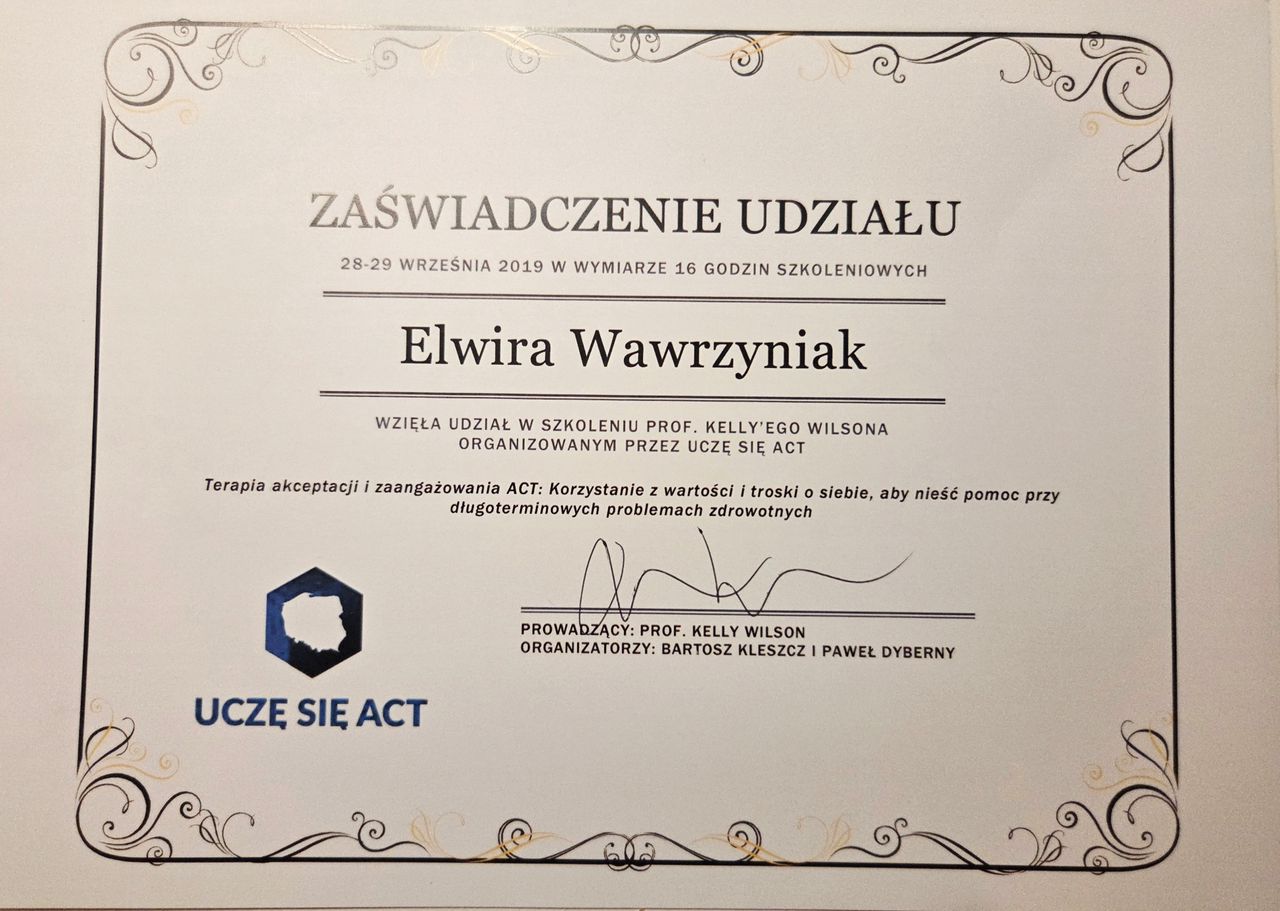 ZAŚWIADCZENIE UDZIAŁU
28-29 WRZEŚNIA 2019 W WYMIARZE 16 GODZIN SZKOLENIOWYCH
Elwira Wawrzyniak
WZIĘŁA UDZIAŁ W SZKOLENIU PROF. KELLY'EGO WILSONA
ORGANIZOWANYM PRZEZ UCZĘ SIĘ ACT
Terapia akceptacji i zaangażowania ACT: Korzystanie z wartości i troski o siebie, aby nieść pomoc przy
długoterminowych problemach zdrowotnych
PROWADZĄCY: PROF. KELLY WILSON
ORGANIZATORZY: BARTOSZ KLESZCZ I PAWEŁ DYBERNY
UCZĘ SIĘ ACT